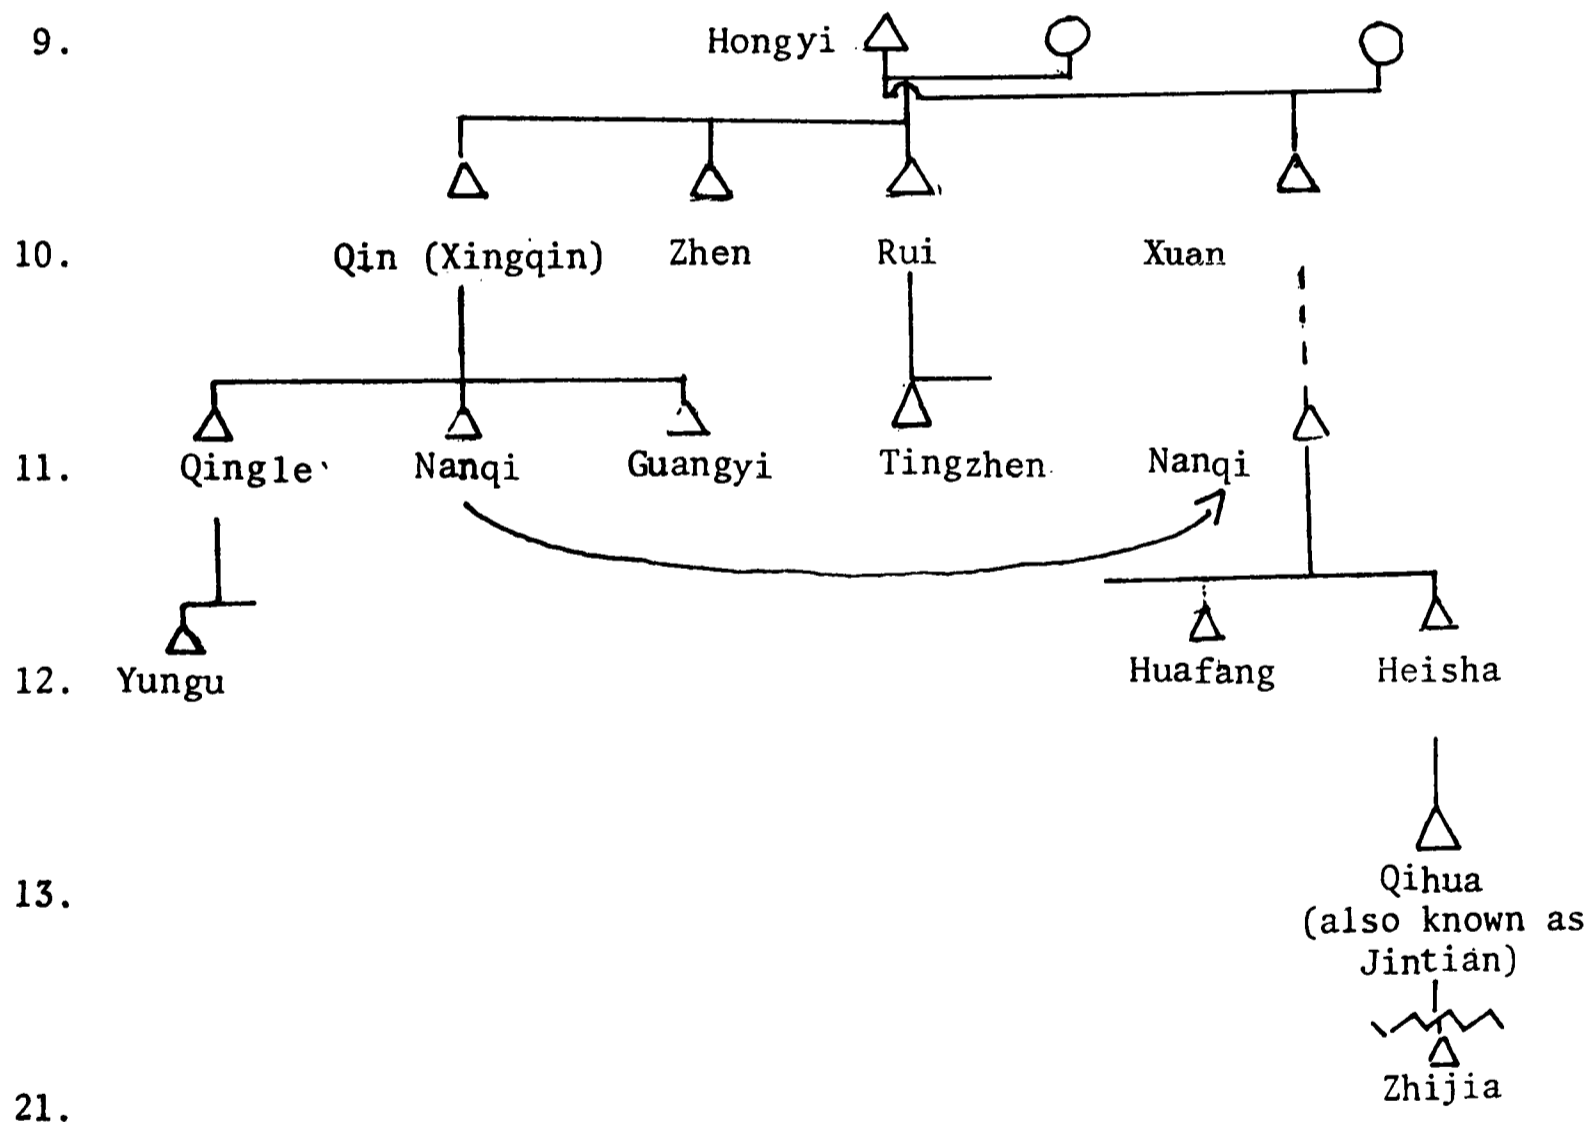 9. Hongyi
10. Qin (Xingqin) Zhen Rui Xuan
11. Qingle Nanqi Guangyi Tingzhen Nanqi
12. Yungu Huafang Heisha
13. Qihua
(also known as
Jintian)
Zhijia
21.